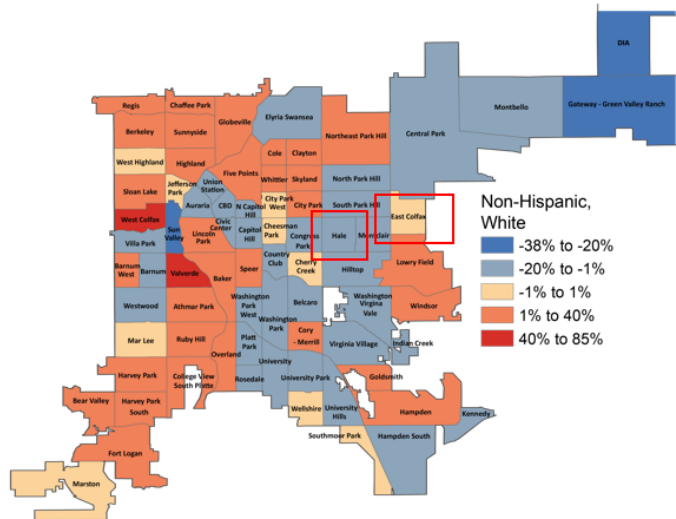 DIA
Regis
Chaffee Park
Globeville
Elyria Swansea
Montbello
Gateway - Green Valley Ranch
Berkeley
Sunnyside
Northeast Park Hill
Central Park
West Highland
Highland
Cole
Clayton
Five Points
Sloan Lake
Jefferson
Park
Union
Station
Whittier
Skyland
North Park Hill
Auraria
CBD
N Capitol
Hill
City Park
West
City Park
South Park Hill
East Colfax
West Colfax
Sun
Valley
Lincoln
Park
Civic
Center
Capitol
Hill
Cheesman
Park
Congress
Park
Hale
Montclair
Villa Park
Country
Club
Cherry
Creek
Hilltop
Lowry Field
Barnum
West
Barnum
Valverde
Baker
Speer
Westwood
Athmar Park
Washington
Park
West
Belcaro
Washington
Virgina
Vale
Windsor
Washington
Park
Mar Lee
Ruby Hill
Overland
Platt
Park
Cory
- Merrill
Virginia Village
Indian Creek
University
Harvey Park
College View
South Platte
Rosedale
University Park
Goldsmith
Bear Valley
Harvey Park
South
Wellshire
University
Hills
Hampden
Kennedy
Southmoor Park
Hampden South
Fort Logan
Marston
Non-Hispanic,
White
-38% to -20%
-20% to -1%
-1% to 1%
1% to 40%
40% to 85%